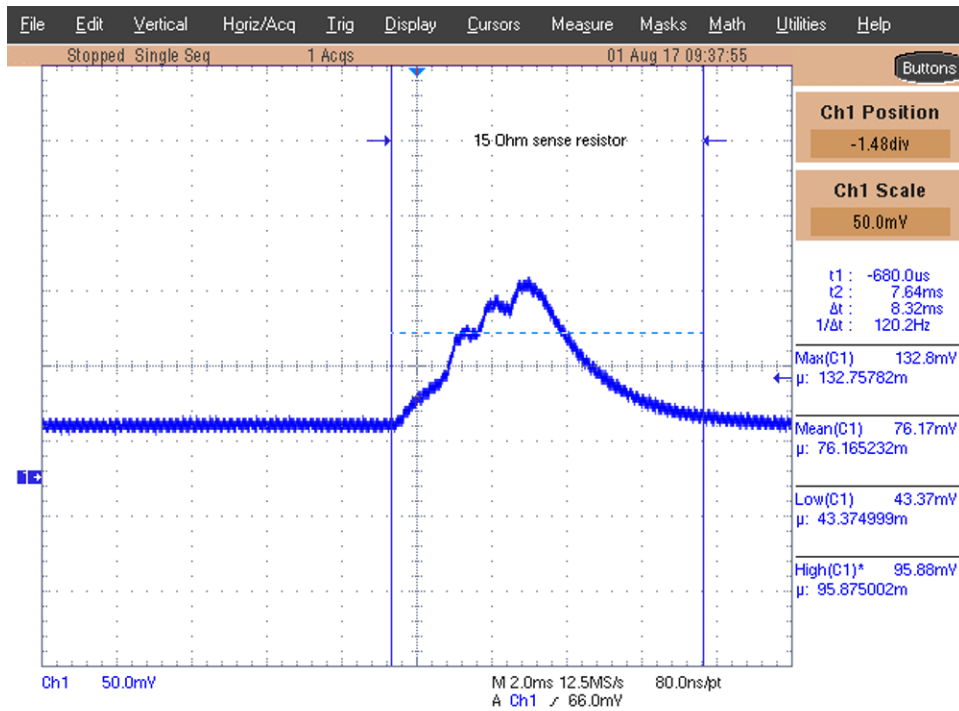 File Edit Vertical Horiz/Acq Trig Display Cursors Measure Masks Math Utilities Help
Stopped Single Seq 1 Acqs 01 Aug 17 09:37:55
Buttons
15 Ohm sense resistor
Ch1 Position
-1.48div
Ch1 Scale
50.0mV
t1 : -680.0us
t2 : 7.64ms
Δt : 8.32ms
1/Δt : 120.2Hz
Max(C1) 132.8mV
µ: 132.75782m
Mean(C1) 76.17mV
µ: 76.165232m
Low(C1) 43.37mV
µ: 43.374999m
High(C1)* 95.88mV
µ: 95.875002m
1
Ch1 50.0mV M 2.0ms 12.5MS/s 80.0ns/pt
A Ch1 / 66.0mV